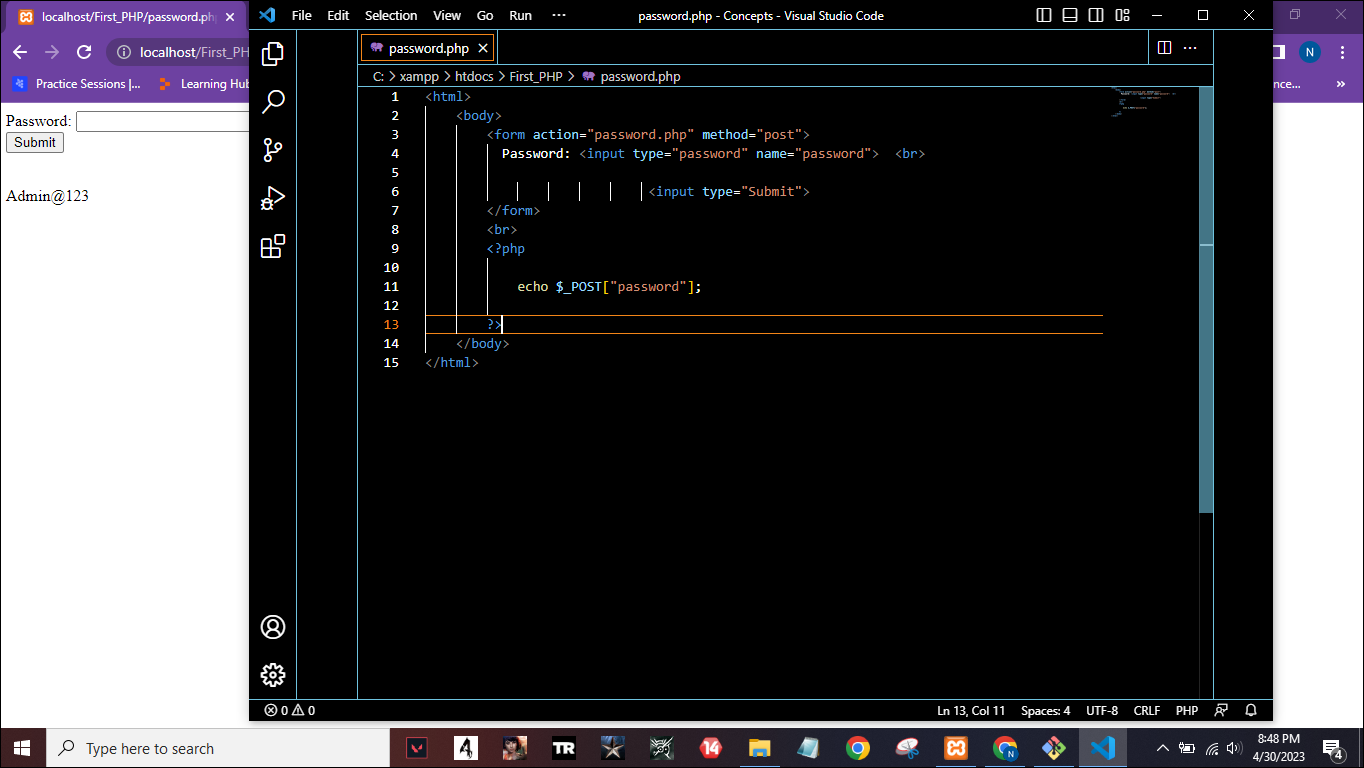 localhost/First_PHP/password.ph
File Edit Selection View Go Run ··· password.php - Concepts - Visual Studio Code
localhost/First_PH
N
password.php
Practice Sessions |... Learning Hub
nce... »
C: > xampp > htdocs > First_PHP > password.php
Password:
Submit
Admin@123
1 <html>
2 <body>
3 <form action="password.php" method="post">
4 Password: <input type="password" name="password"> <br>
5
6 <input type="Submit">
7 </form>
8 <br>
9 <?php
10
11 echo $_POST["password"];
12
13 ?>
14 </body>
15 </html>
0 0 Ln 13, Col 11 Spaces: 4 UTF-8 CRLF PHP
Type here to search
TR
14
N
8:48 PM
4/30/2023
4